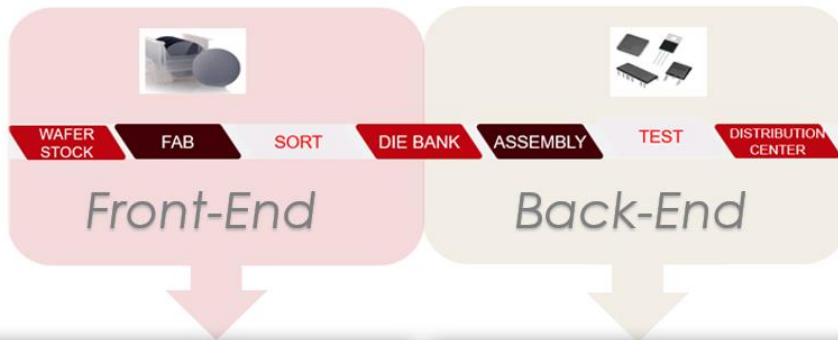 WAFER
STOCK
FAB
SORT
DIE BANK
ASSEMBLY
TEST
DISTRIBUTION
CENTER
Front-End
Back-End